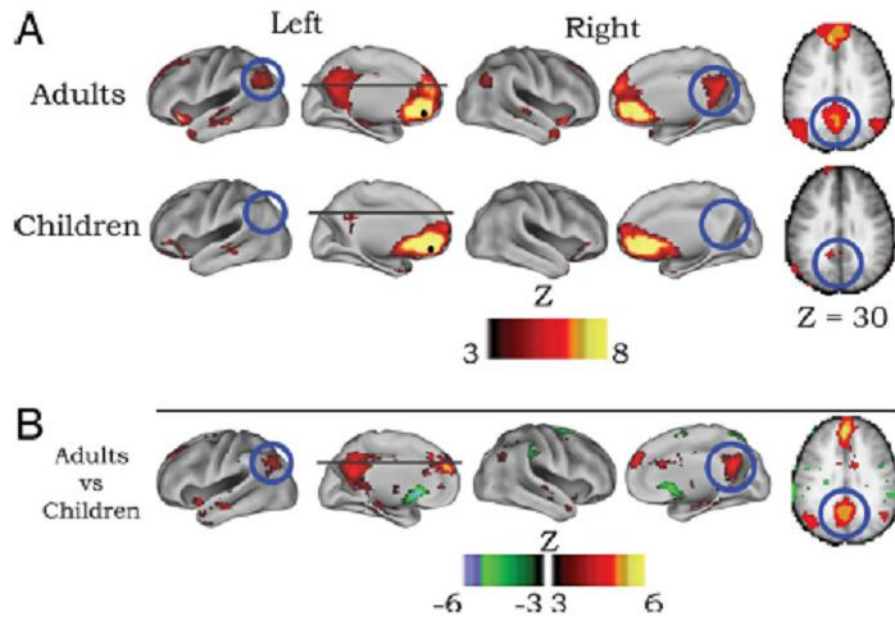 A
Left
Right
Adults
Children
Z
3
8
Z = 30
B
Adults
vs
Children
Z
-6
-3
3
6